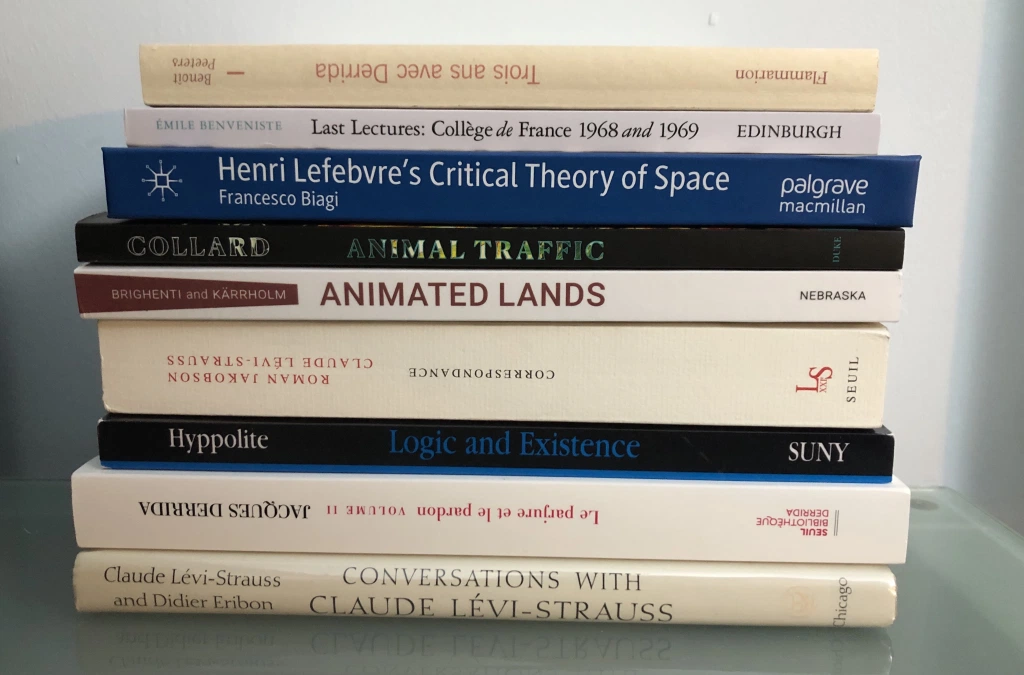 Benoît
Peeters
Trois ans avec Derrida
Flammarion
ÉMILE BENVENISTE
Last Lectures: Collège de France 1968 and 1969
EDINBURGH
Henri Lefebvre's Critical Theory of Space
Francesco Biagi
palgrave
macmillan
COLLARD
ANIMAL TRAFFIC
DUKE
BRIGHENTI and KÄRRHOLM
ANIMATED LANDS
NEBRASKA
ROMAN JAKOBSON
CLAUDE LÉVI-STRAUSS
CORRESPONDANCE
LS
XXIE
SEUIL
Hyppolite
Logic and Existence
SUNY
JACQUES DERRIDA
Le parjure et le pardon VOLUME II
SEUIL
BIBLIOTHÈQUE
DERRIDA
Claude Lévi-Strauss
and Didier Eribon
CONVERSATIONS WITH
CLAUDE LÉVI-STRAUSS
Chicago